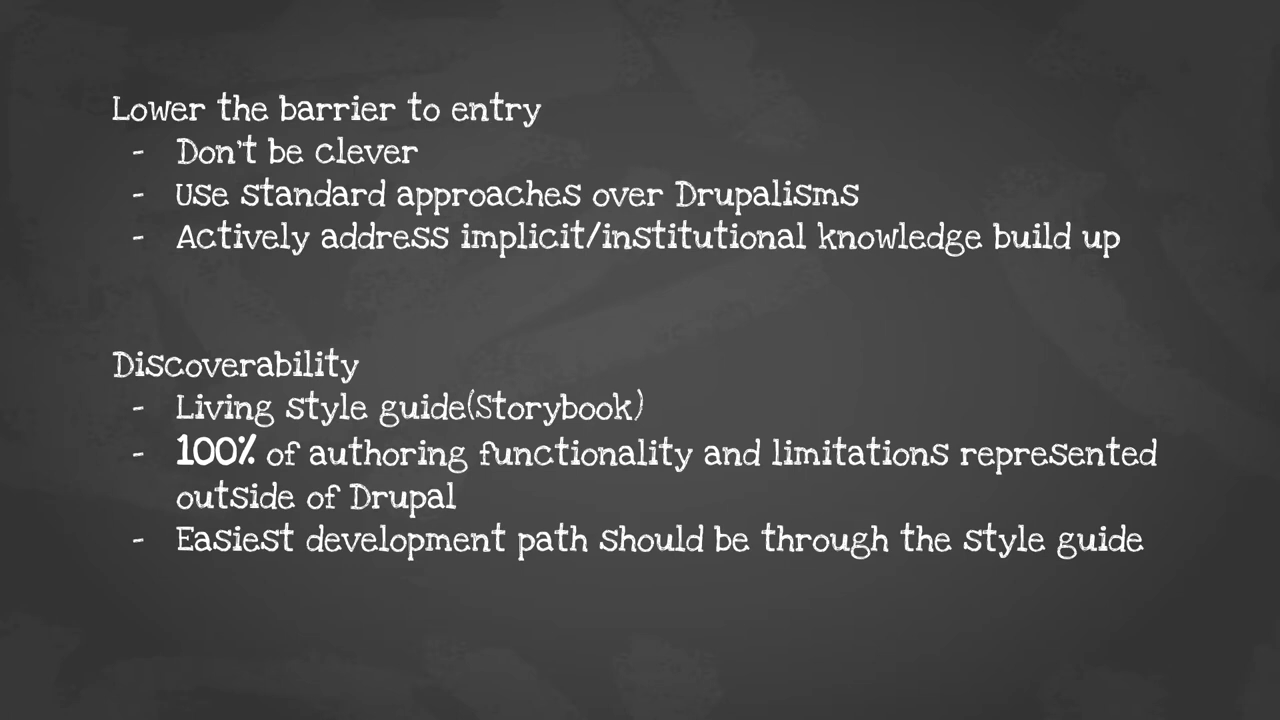 Lower the barrier to entry
- Don't be clever
- Use standard approaches over Drupalisms
- Actively address implicit/institutional knowledge build up
Discoverability
- Living style guide(Storybook)
- 100% of authoring functionality and limitations represented
outside of Drupal
- Easiest development path should be through the style guide